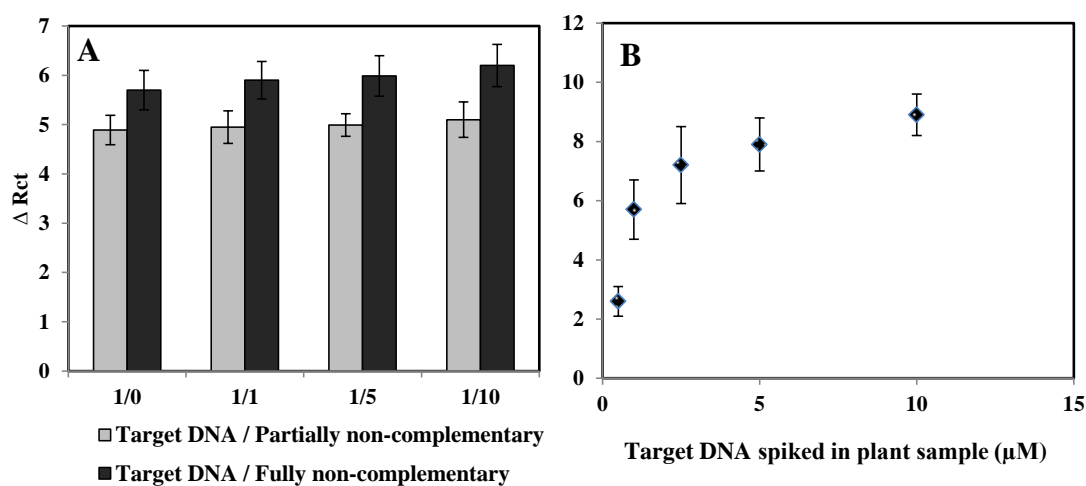 A
Δ Rct
7
6
5
4
3
2
1
0
1/0 1/1 1/5 1/10
Target DNA / Partially non-complementary
Target DNA / Fully non-complementary
B
12
10
8
6
4
2
0
0 5 10 15
Target DNA spiked in plant sample (µM)